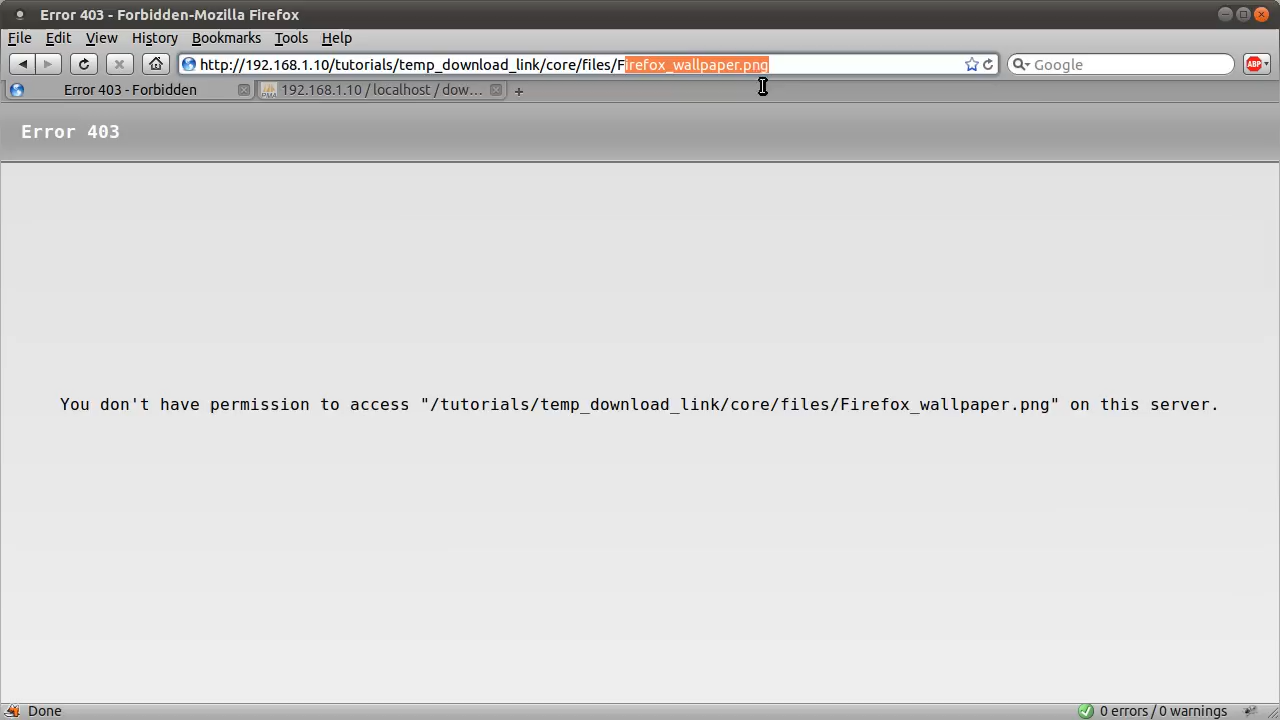 Error 403 - Forbidden-Mozilla Firefox
File Edit View History Bookmarks Tools Help
http://192.168.1.10/tutorials/temp_download_link/core/files/Firefox_wallpaper.png
Google
ABP
Error 403 - Forbidden
PMA
192.168.1.10 / localhost / dow...
Error 403
You don't have permission to access "/tutorials/temp_download_link/core/files/Firefox_wallpaper.png" on this server.
Done
0 errors / 0 warnings